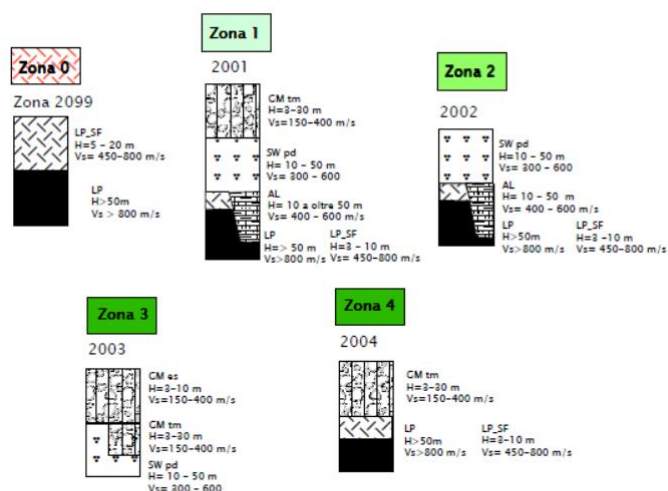 Zona 0
Zona 2099
LP_SF
H=5 - 20 m
Vs= 450-800 m/s
LP
H>50m
Vs > 800 m/s
Zona 1
2001
CM tm
H=3-30 m
Vs=150-400 m/s
SW pd
H= 10 - 50 m
Vs = 300 - 600
AL
H= 10 a oltre 50 m
Vs= 400 - 600 m/s
LP
H=> 50 m
Vs>800 m/s
LP_SF
H=3 - 10 m
Vs= 450-800 m/s
Zona 2
2002
SW pd
H=10 - 50 m
Vs=300 - 600
AL
H= 10 - 50 m
Vs=400 - 600 m/s
LP
H>50m
Vs>800 m/s
LP_SF
H=3 -10 m
Vs=450-800 m/s
Zona 3
2003
CM es
H=3-10 m
Vs=150-400 m/s
CM tm
H=3-30 m
Vs=150-400 m/s
SW pd
H= 10 - 50 m
Vs = 300 - 600
Zona 4
2004
CM tm
H=3-30 m
Vs=150-400 m/s
LP
H>50m
Vs>800 m/s
LP_SF
H=3-10 m
Vs= 450-800 m/s